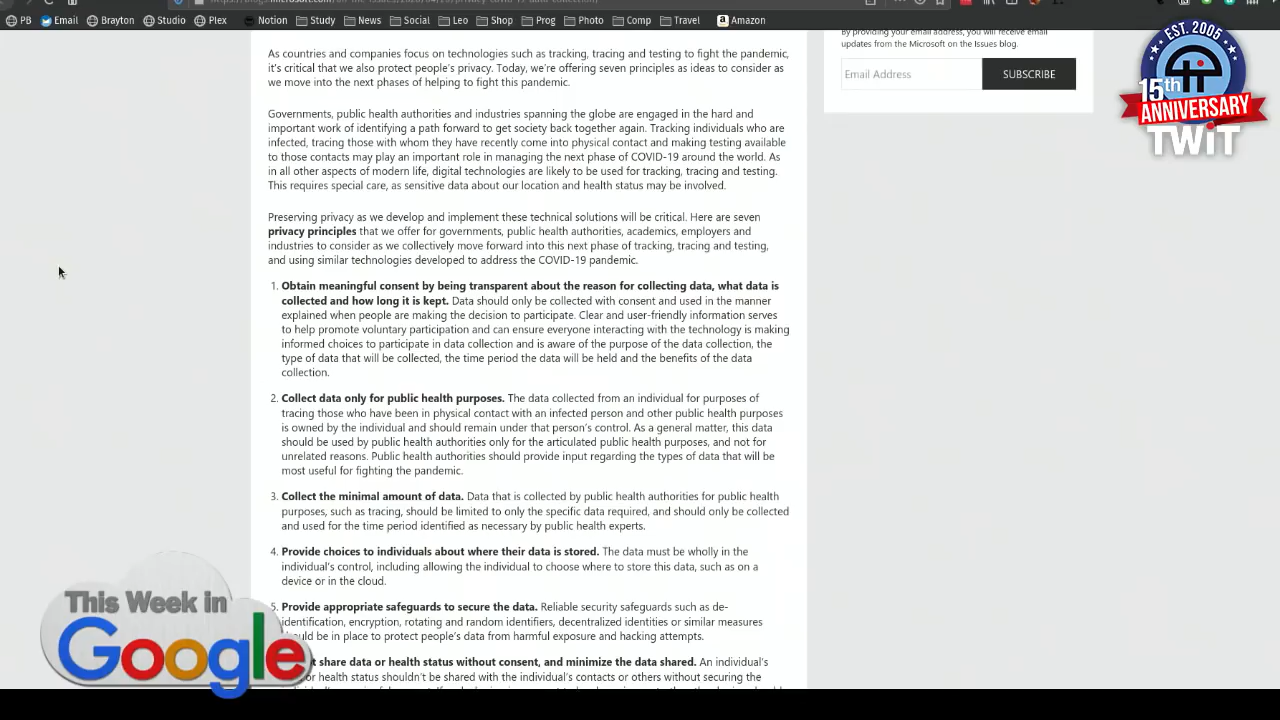 PB Email Brayton Studio Plex Notion Study News Social Leo Shop Prog Photo Comp Travel Amazon
By providing your email address, you will receive email
updates from the Microsoft on the Issues blog.
Email Address
SUBSCRIBE
EST. 2005
15th
ANNIVERSARY
TWiT
As countries and companies focus on technologies such as tracking, tracing and testing to fight the pandemic,
it's critical that we also protect people's privacy. Today, we're offering seven principles as ideas to consider as
we move into the next phases of helping to fight this pandemic.
Governments, public health authorities and industries spanning the globe are engaged in the hard and
important work of identifying a path forward to get society back together again. Tracking individuals who are
infected, tracing those with whom they have recently come into physical contact and making testing available
to those contacts may play an important role in managing the next phase of COVID-19 around the world. As
in all other aspects of modern life, digital technologies are likely to be used for tracking, tracing and testing.
This requires special care, as sensitive data about our location and health status may be involved.
Preserving privacy as we develop and implement these technical solutions will be critical. Here are seven
privacy principles that we offer for governments, public health authorities, academics, employers and
industries to consider as we collectively move forward into this next phase of tracking, tracing and testing,
and using similar technologies developed to address the COVID-19 pandemic.
1. Obtain meaningful consent by being transparent about the reason for collecting data, what data is
collected and how long it is kept. Data should only be collected with consent and used in the manner
explained when people are making the decision to participate. Clear and user-friendly information serves
to help promote voluntary participation and can ensure everyone interacting with the technology is making
informed choices to participate in data collection and is aware of the purpose of the data collection, the
type of data that will be collected, the time period the data will be held and the benefits of the data
collection.
2. Collect data only for public health purposes. The data collected from an individual for purposes of
tracing those who have been in physical contact with an infected person and other public health purposes
is owned by the individual and should remain under that person's control. As a general matter, this data
should be used by public health authorities only for the articulated public health purposes, and not for
unrelated reasons. Public health authorities should provide input regarding the types of data that will be
most useful for fighting the pandemic.
3. Collect the minimal amount of data. Data that is collected by public health authorities for public health
purposes, such as tracing, should be limited to only the specific data required, and should only be collected
and used for the time period identified as necessary by public health experts.
4. Provide choices to individuals about where their data is stored. The data must be wholly in the
individual's control, including allowing the individual to choose where to store this data, such as on a
device or in the cloud.
5. Provide appropriate safeguards to secure the data. Reliable security safeguards such as de-
identification, encryption, rotating and random identifiers, decentralized identities or similar measures
should be in place to protect people's data from harmful exposure and hacking attempts.
share data or health status without consent, and minimize the data shared. An individual's
or health status shouldn't be shared with the individual's contacts or others without securing the
This Week in
Google